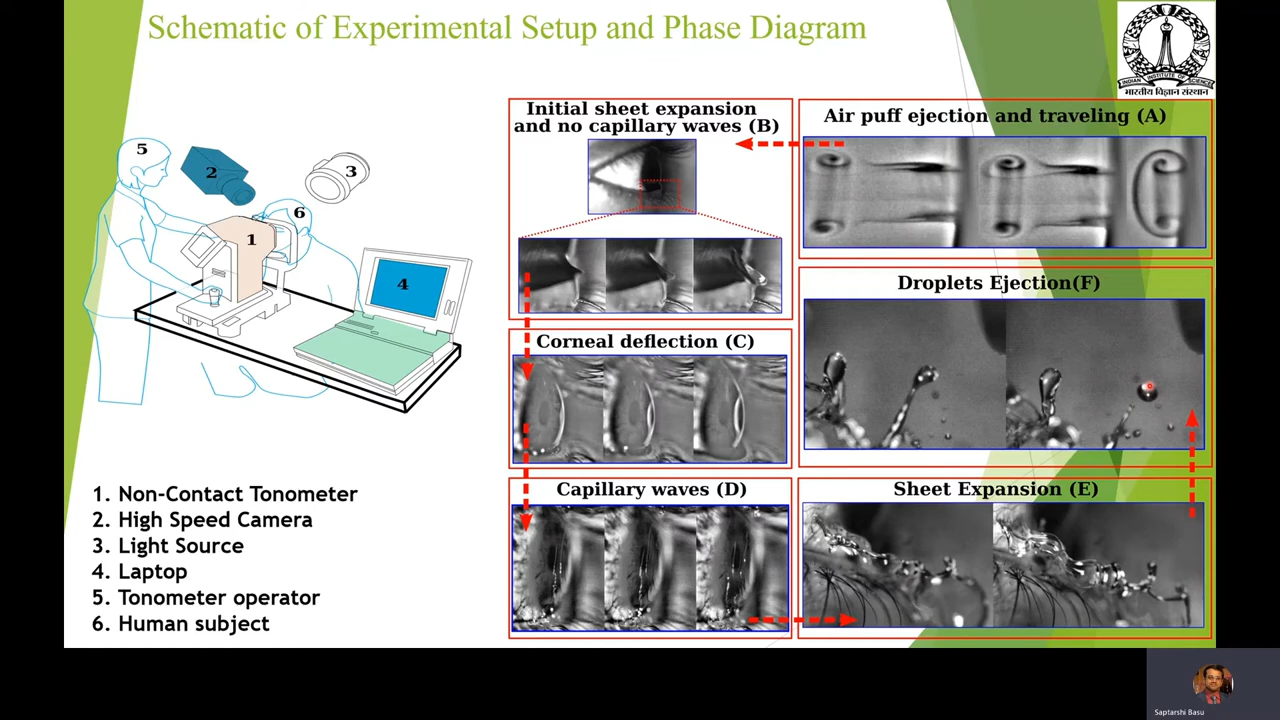 Schematic of Experimental Setup and Phase Diagram
INDIAN INSTITUTE OF SCIENCE
भारतीय विज्ञान संस्थान
5
2
3
6
1
4
1. Non-Contact Tonometer
2. High Speed Camera
3. Light Source
4. Laptop
5. Tonometer operator
6. Human subject
Initial sheet expansion
and no capillary waves (B)
Air puff ejection and traveling (A)
Corneal deflection (C)
Droplets Ejection(F)
Capillary waves (D)
Sheet Expansion (E)
Saptarshi Basu